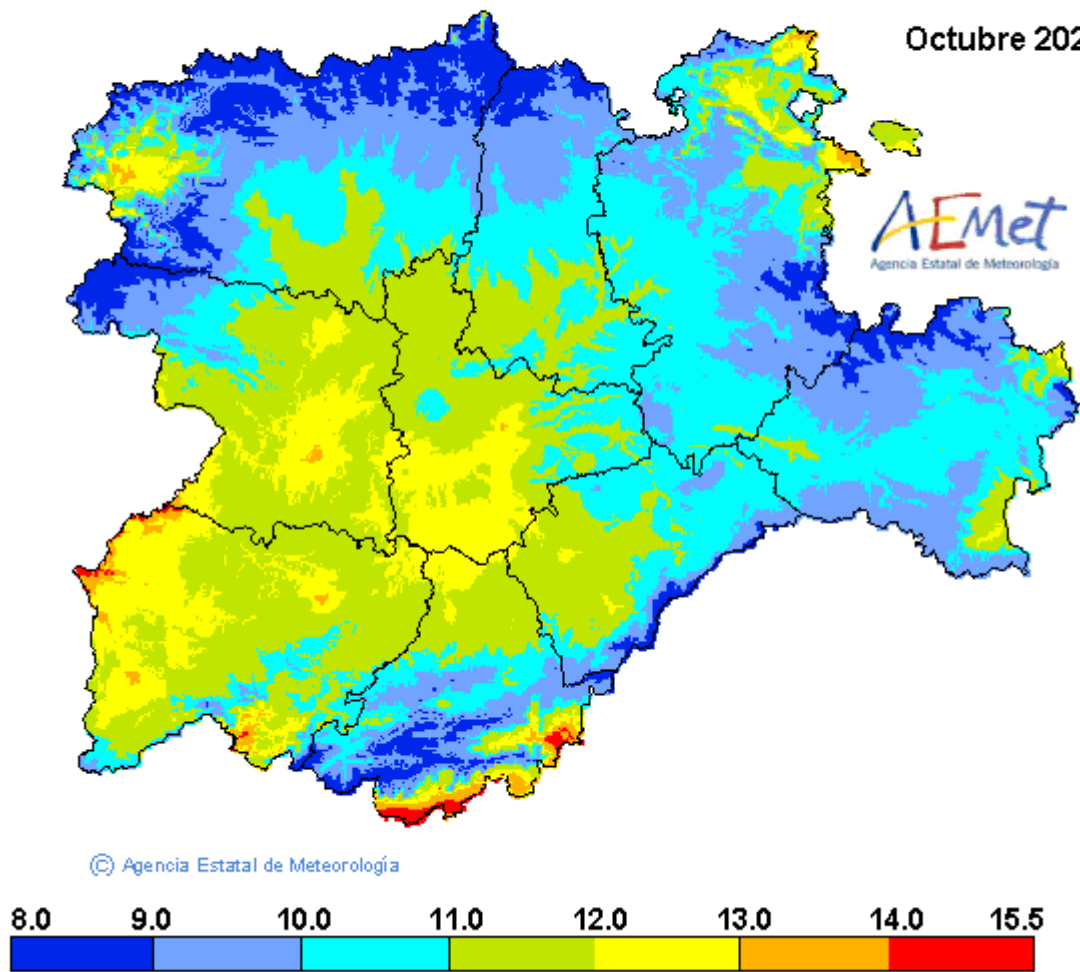 Octubre 202
AEMet
Agencia Estatal de Meteorología
© Agencia Estatal de Meteorología
8.0 9.0 10.0 11.0 12.0 13.0 14.0 15.5